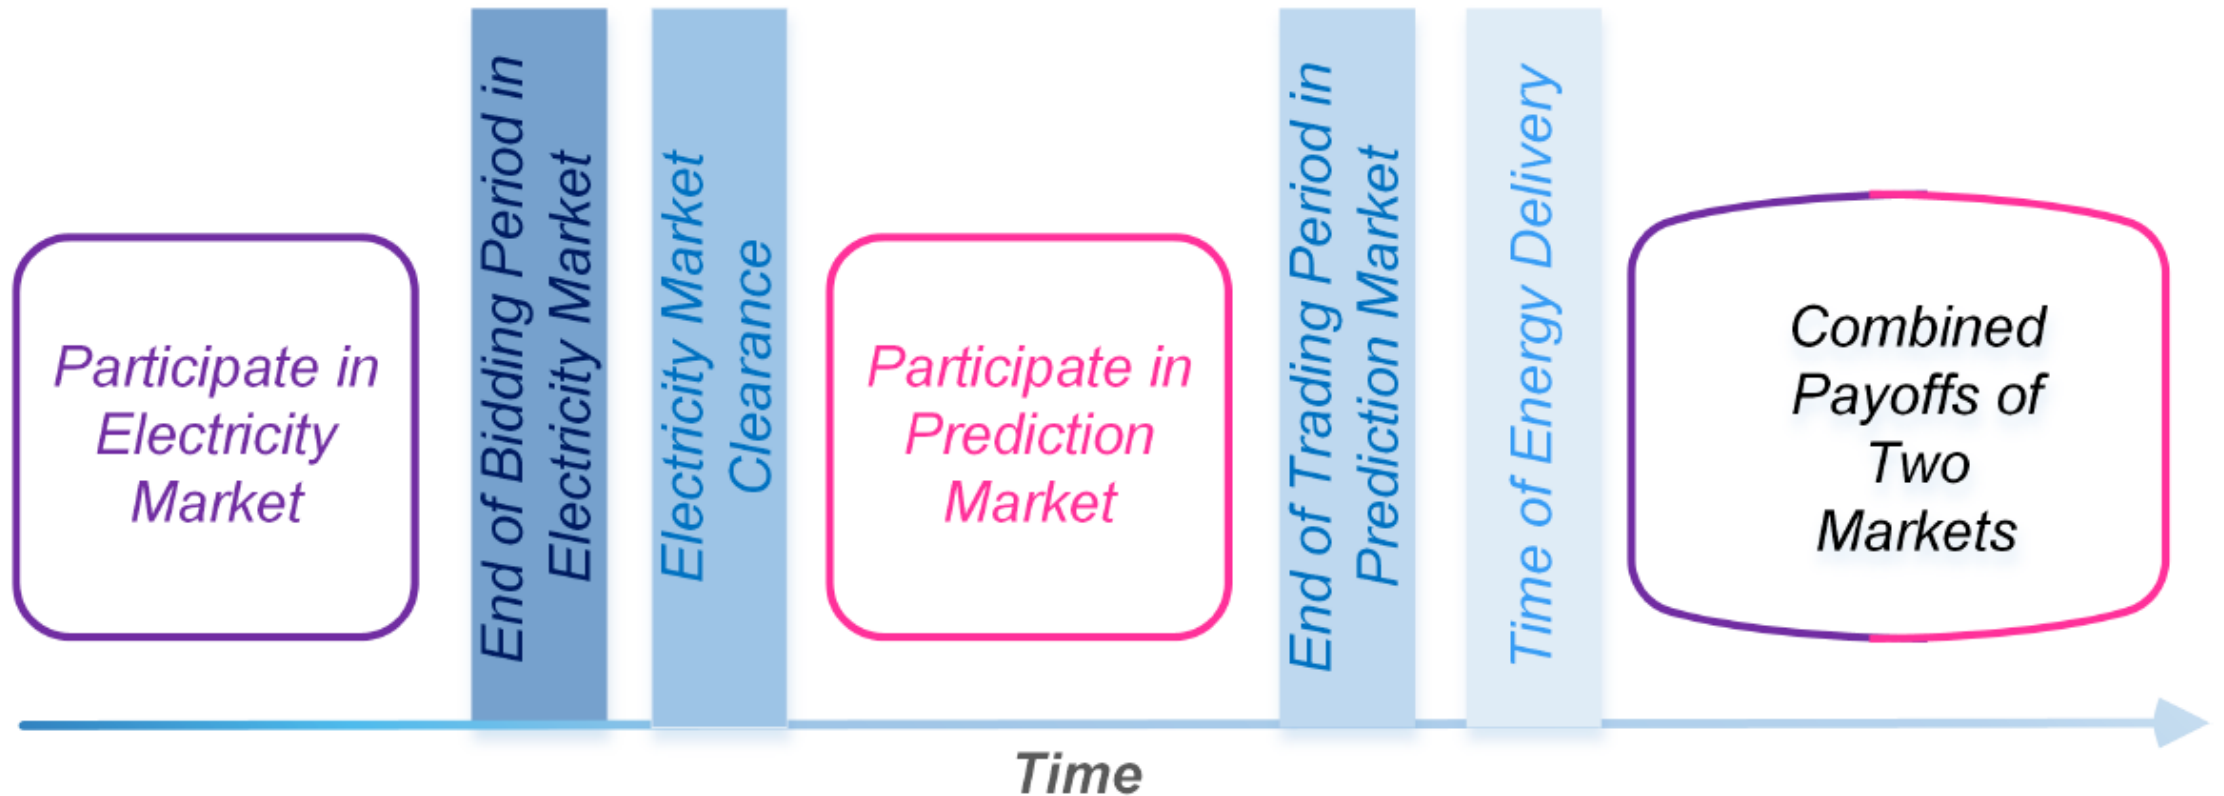 Participate in
Electricity
Market
End of Bidding Period in
Electricity Market
Electricity Market
Clearance
Participate in
Prediction
Market
End of Trading Period in
Prediction Market
Time of Energy Delivery
Combined
Payoffs of
Two
Markets
Time